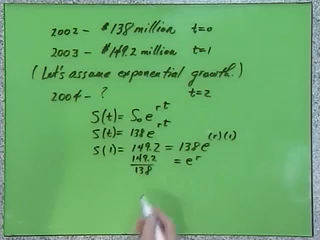 2002 - $138 million t=0
2003 - $149.2 million t=1
(Let's assume exponential growth.)
2004 - ? t=2
S(t) = S₀e^rt
S(t) = 138e^rt
S(1) = 149.2 = 138e^(r)(1)
149.2/138 = e^r